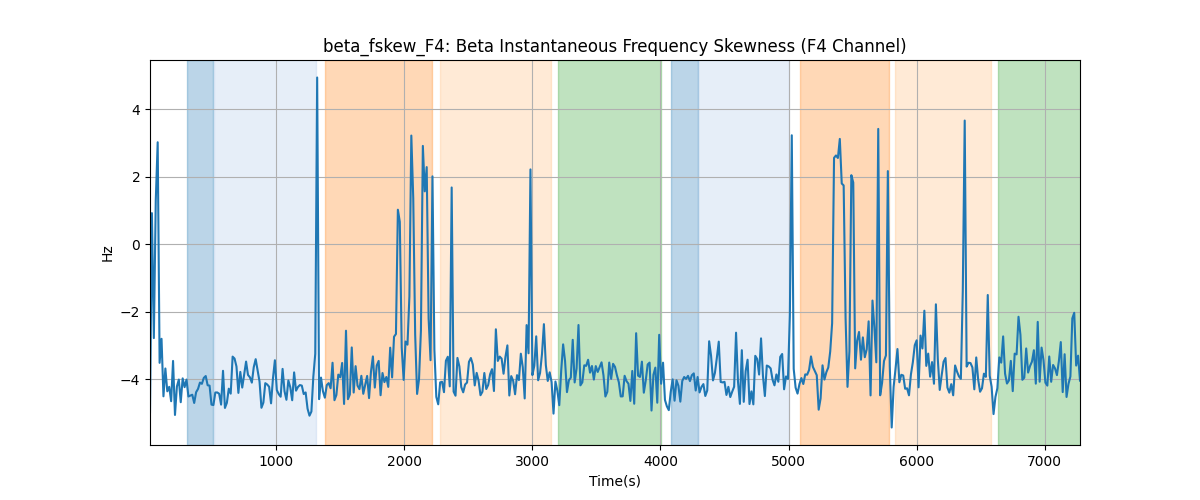 beta_fskew_F4: Beta Instantaneous Frequency Skewness (F4 Channel)
Hz
4
2
0
−2
−4
1000 2000 3000 4000 5000 6000 7000
Time(s)